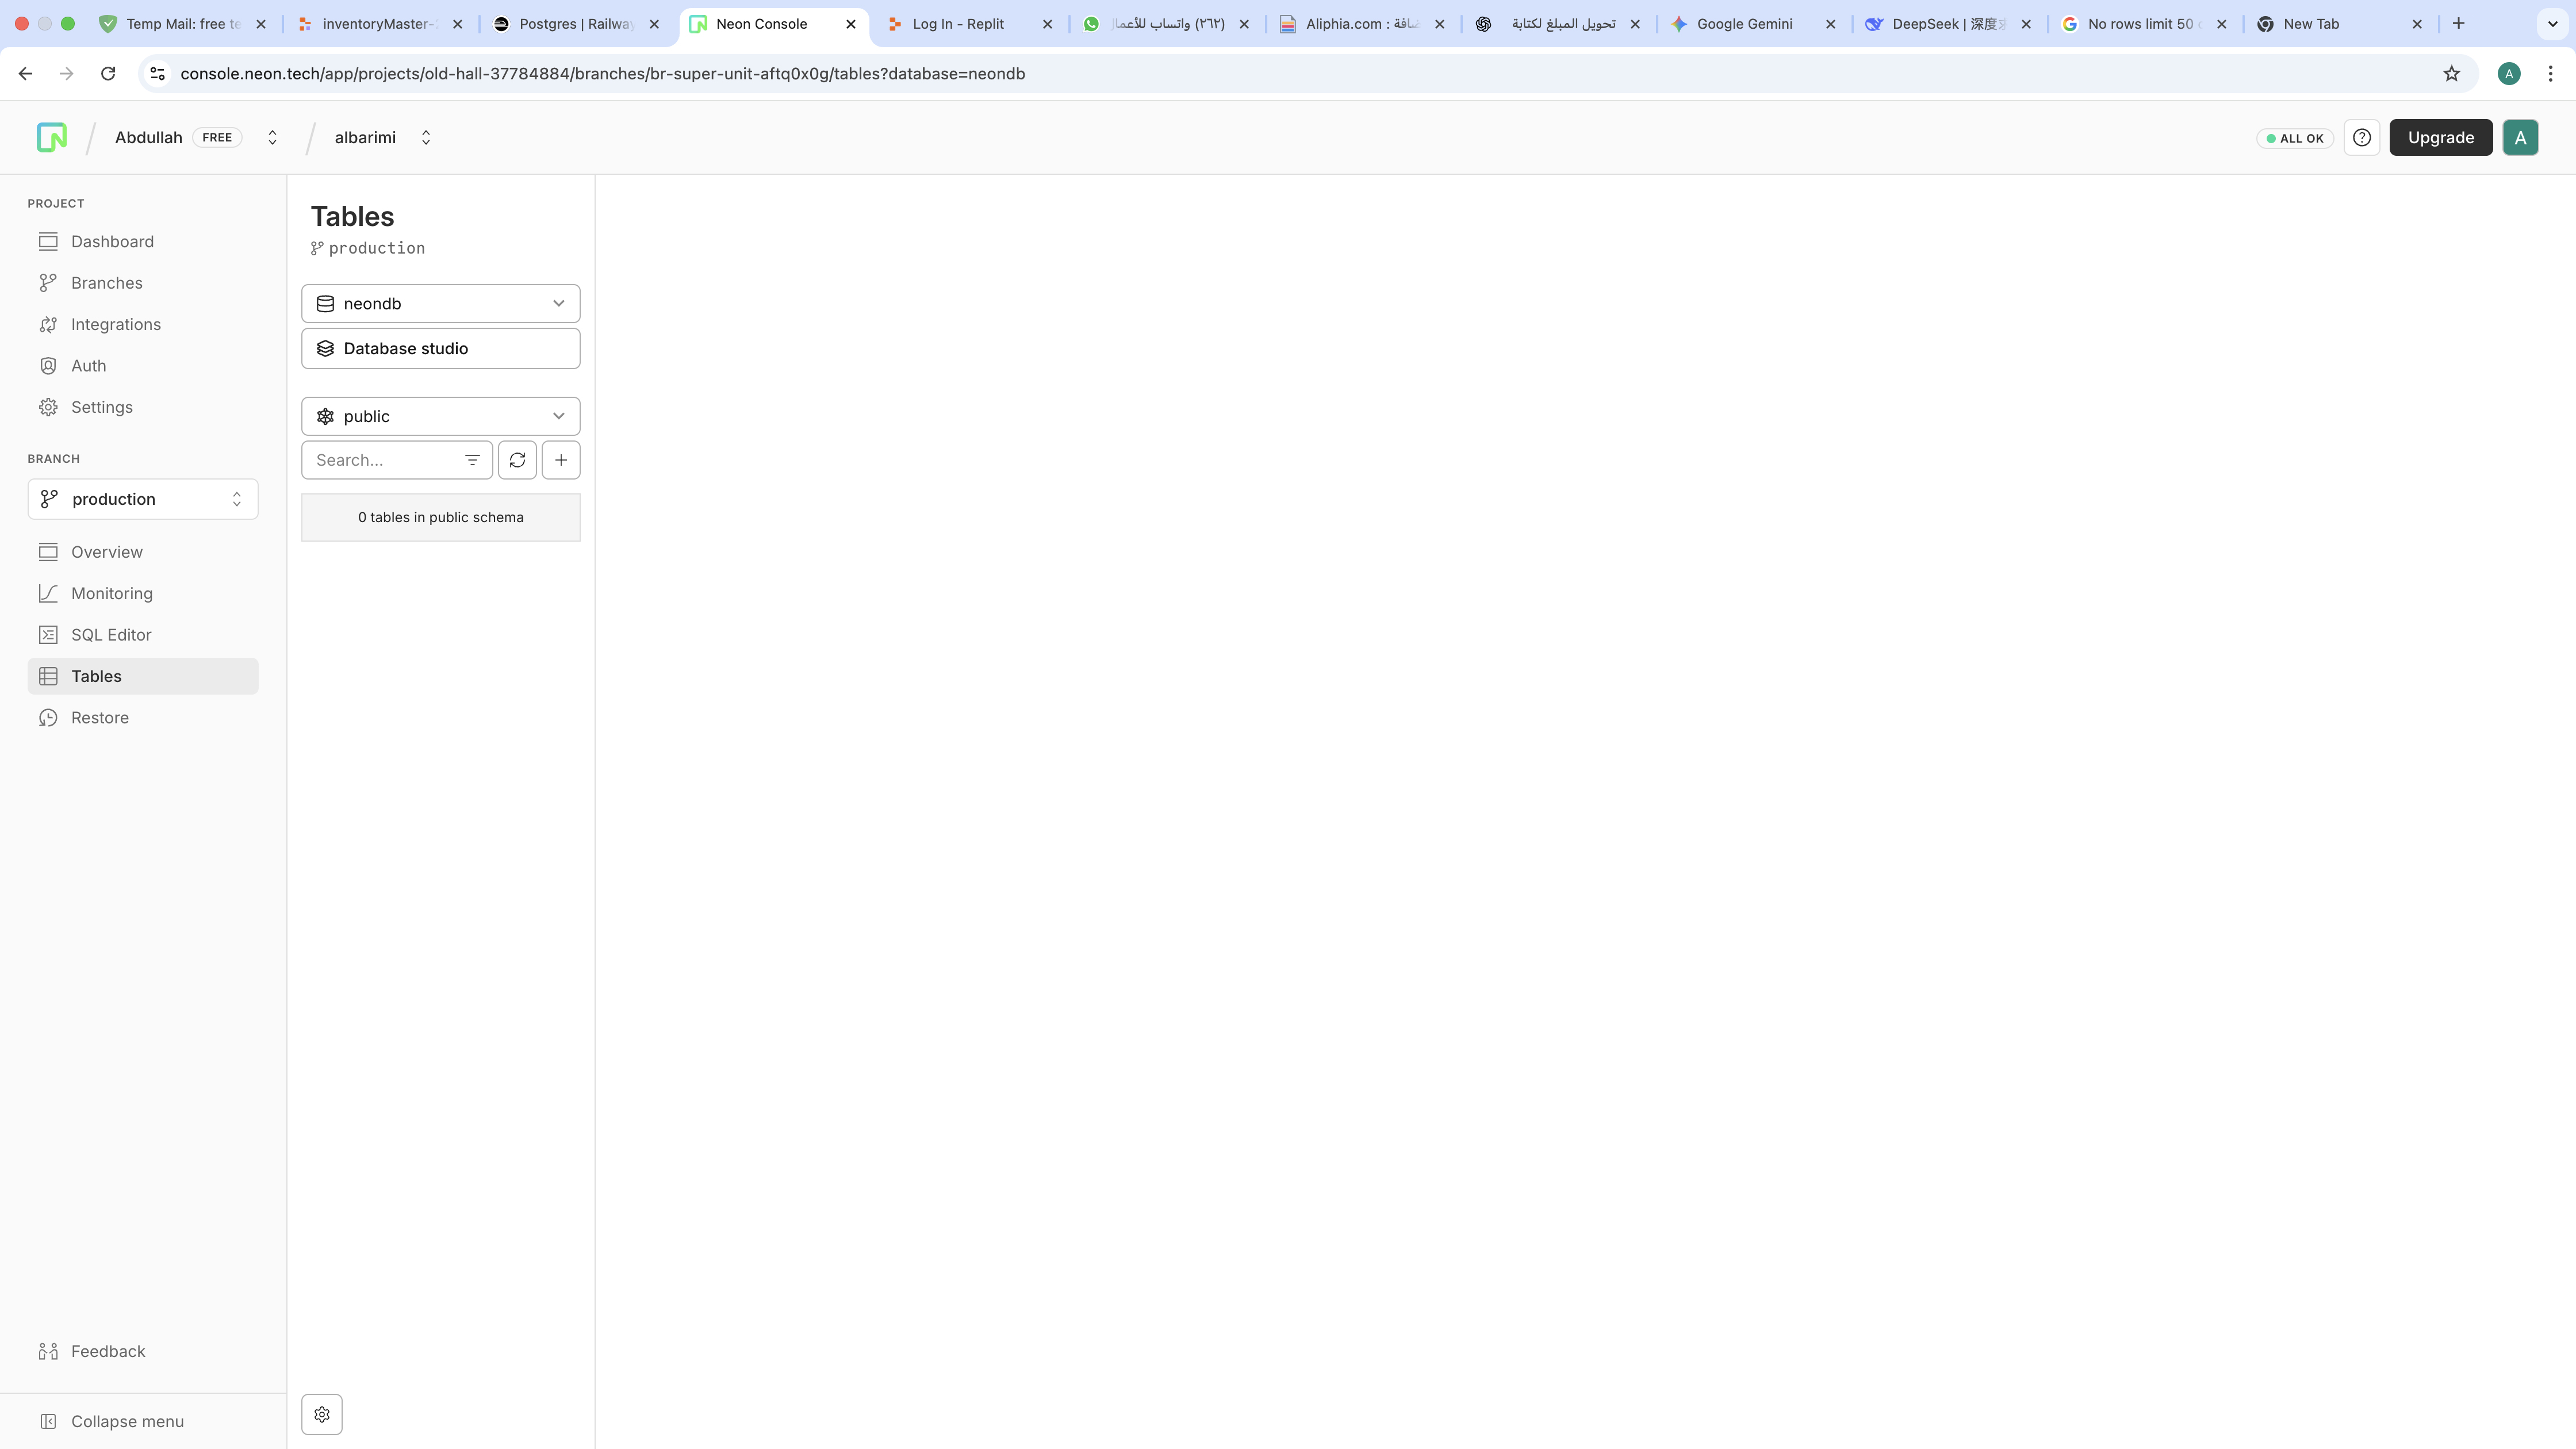 Temp Mail: free te
inventoryMaster-
Postgres | Railway
Neon Console
Log In - Replit
(٢٦٢) واتساب للأعمال
Aliphia.com : ضافة
تحويل المبلغ لكتابة
Google Gemini
DeepSeek | 深度求
No rows limit 50
New Tab
console.neon.tech/app/projects/old-hall-37784884/branches/br-super-unit-aftq0x0g/tables?database=neondb
A
Abdullah FREE
albarimi
ALL OK
Upgrade
A
PROJECT
Dashboard
Branches
Integrations
Auth
Settings
BRANCH
production
Overview
Monitoring
SQL Editor
Tables
Restore
Feedback
Collapse menu
Tables
production
neondb
Database studio
public
Search...
0 tables in public schema